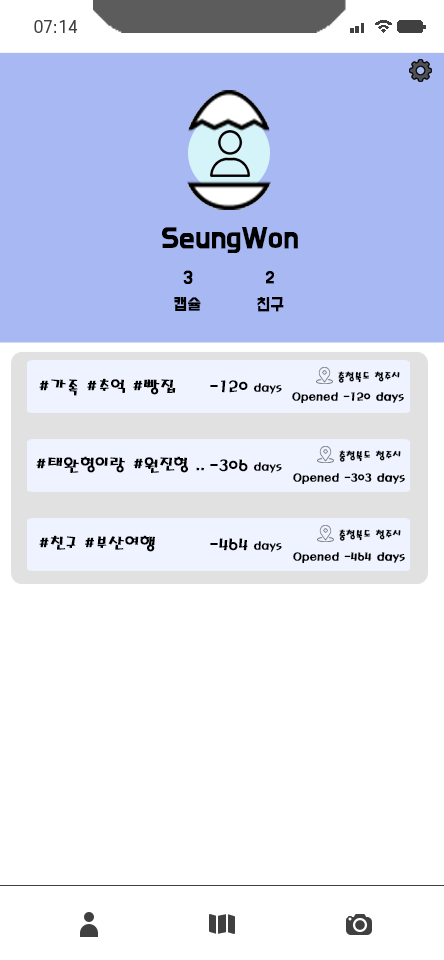 07:14
SeungWon
3 2
캡슐 친구
#가족 #추억 #빵집 -120 days
충청북도 청주시
Opened -120 days
#태완형이랑 #원진형 .. -306 days
충청북도 청주시
Opened -303 days
#친구 #부산여행 -464 days
충청북도 청주시
Opened -464 days